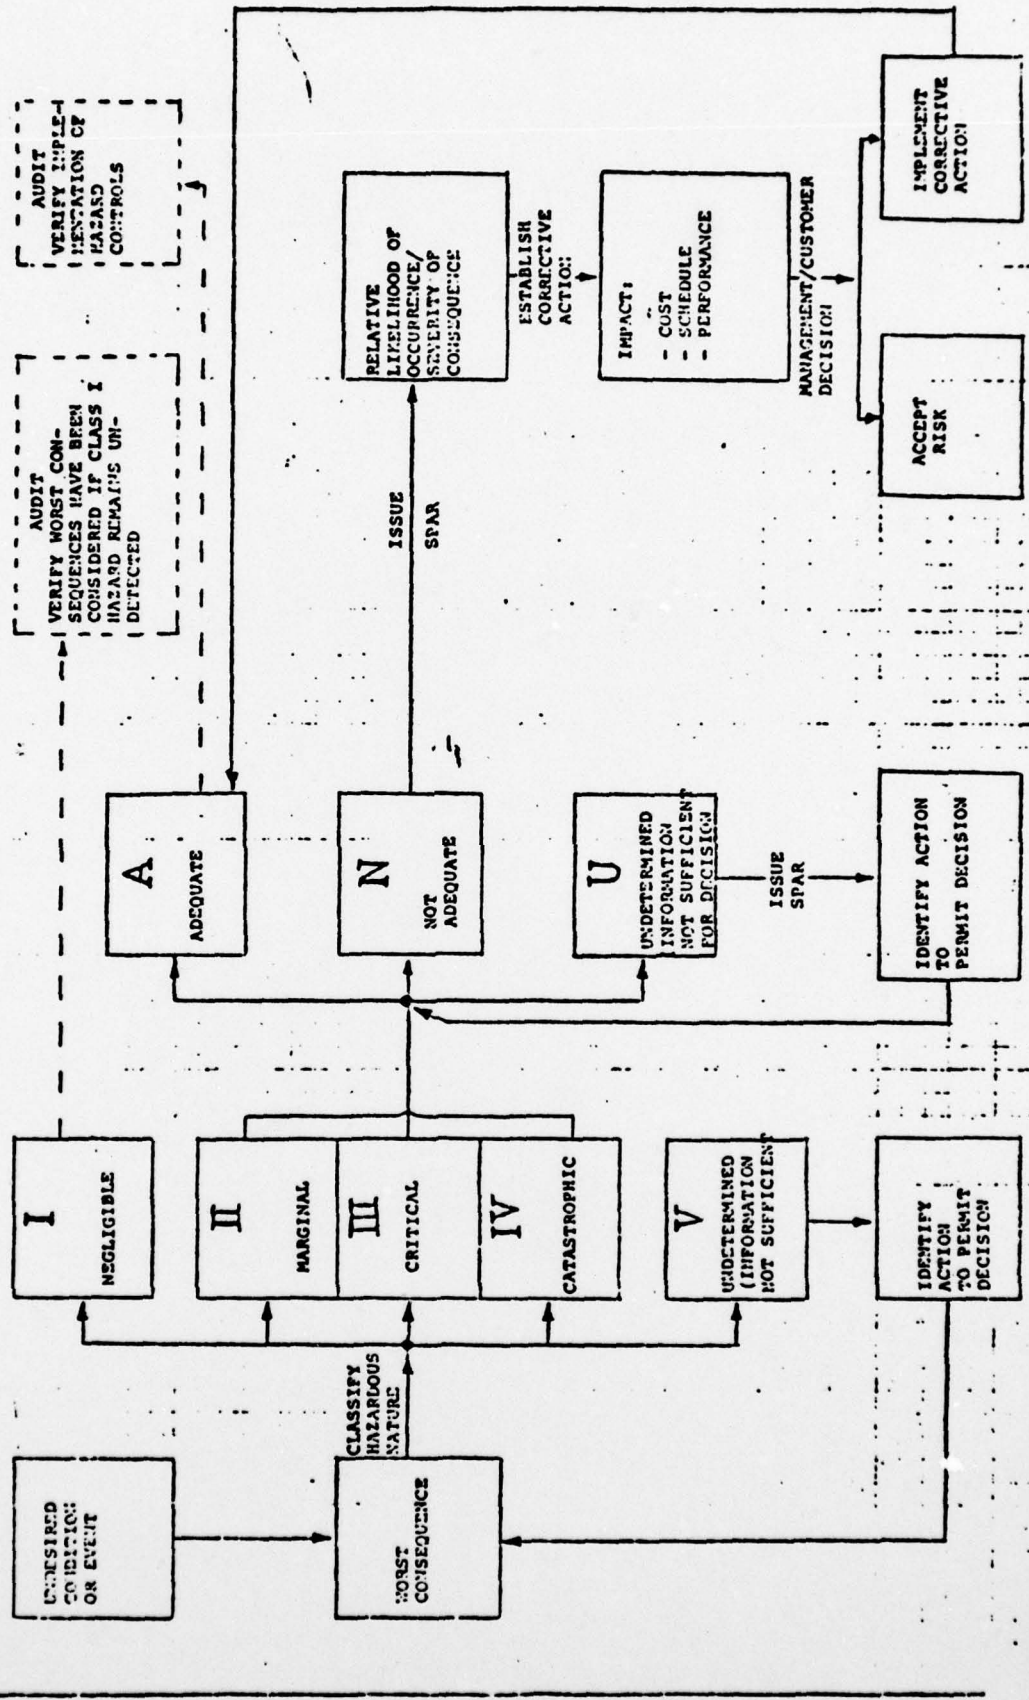 UNDESIRED
CONDITION
OR EVENT
WORST
CONSEQUENCE
CLASSIFY
HAZARDOUS
NATURE
I
NEGLIGIBLE
II
MARGINAL
III
CRITICAL
IV
CATASTROPHIC
V
UNDETERMINED
(INFORMATION
NOT SUFFICIENT
IDENTIFY
ACTION
TO PERMIT
DECISION
A
ADEQUATE
N
NOT
ADEQUATE
U
UNDETERMINED
INFORMATION
NOT SUFFICIENT
FOR DECISION
ISSUE
SPAR
IDENTIFY ACTION
TO
PERMIT DECISION
AUDIT
VERIFY WORST CON-
SEQUENCES HAVE BEEN
CONSIDERED IF CLASS I
HAZARD REMAINS UN-
DETECTED
AUDIT
VERIFY IMPLE-
MENTATION OF
HAZARD
CONTROLS
ISSUE
SPAR
RELATIVE
LIKELIHOOD OF
OCCURRENCE/
SEVERITY OF
CONSEQUENCE
ESTABLISH
CORRECTIVE
ACTION
IMPACT:
- COST
- SCHEDULE
- PERFORMANCE
MANAGEMENT/CUSTOMER
DECISION
ACCEPT
RISK
IMPLEMENT
CORRECTIVE
ACTION